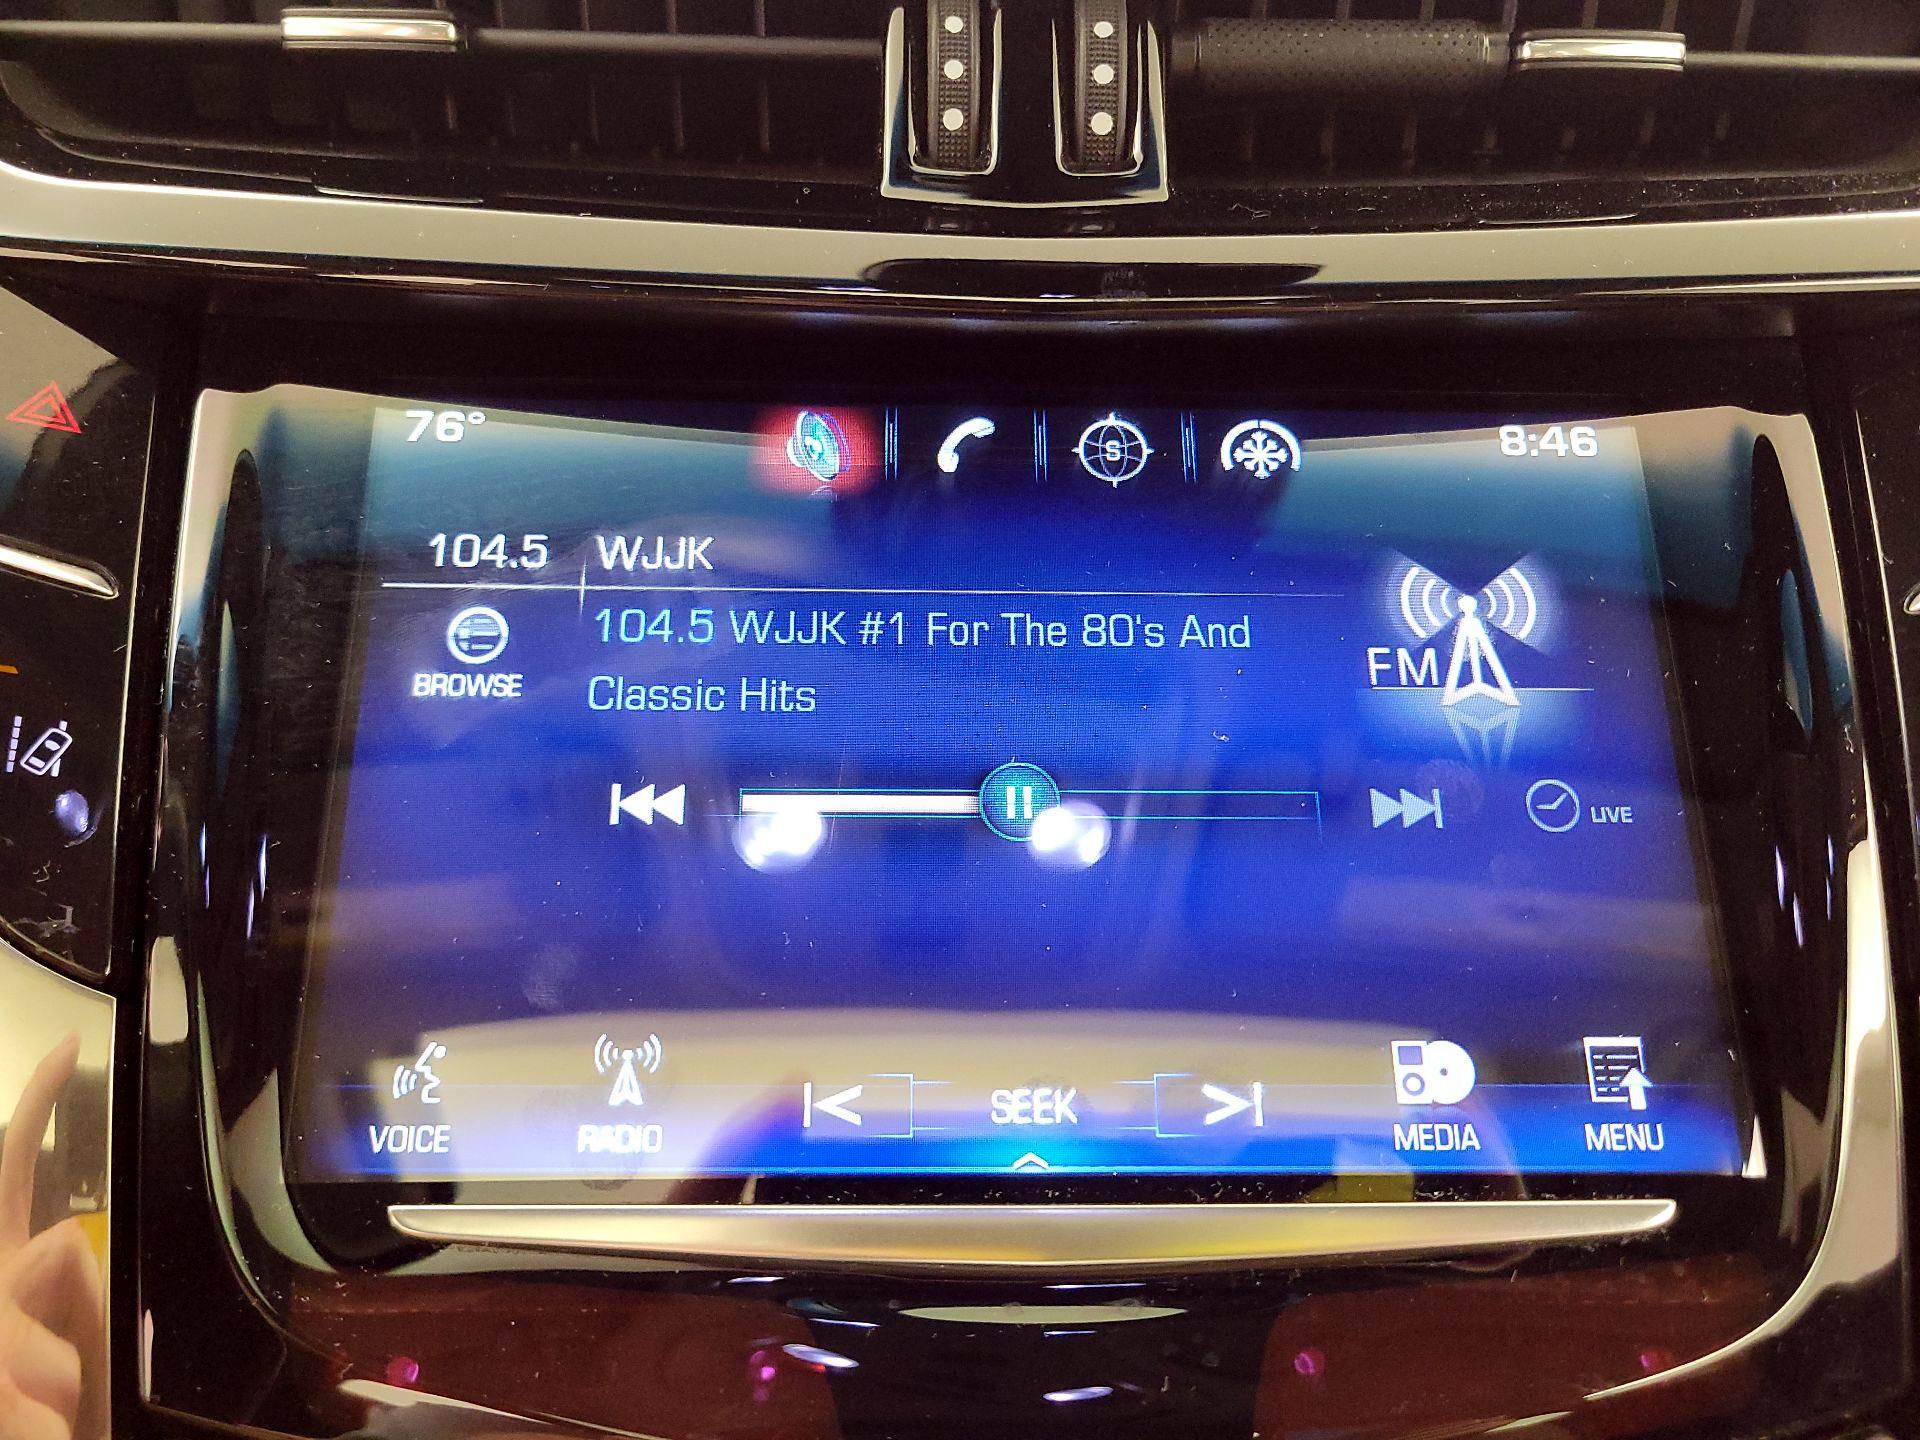 76°
S
8:46
104.5 WJJK
104.5 WJJK #1 For The 80's And
Classic Hits
BROWSE
FM
LIVE
VOICE
RADIO
SEEK
MEDIA
MENU